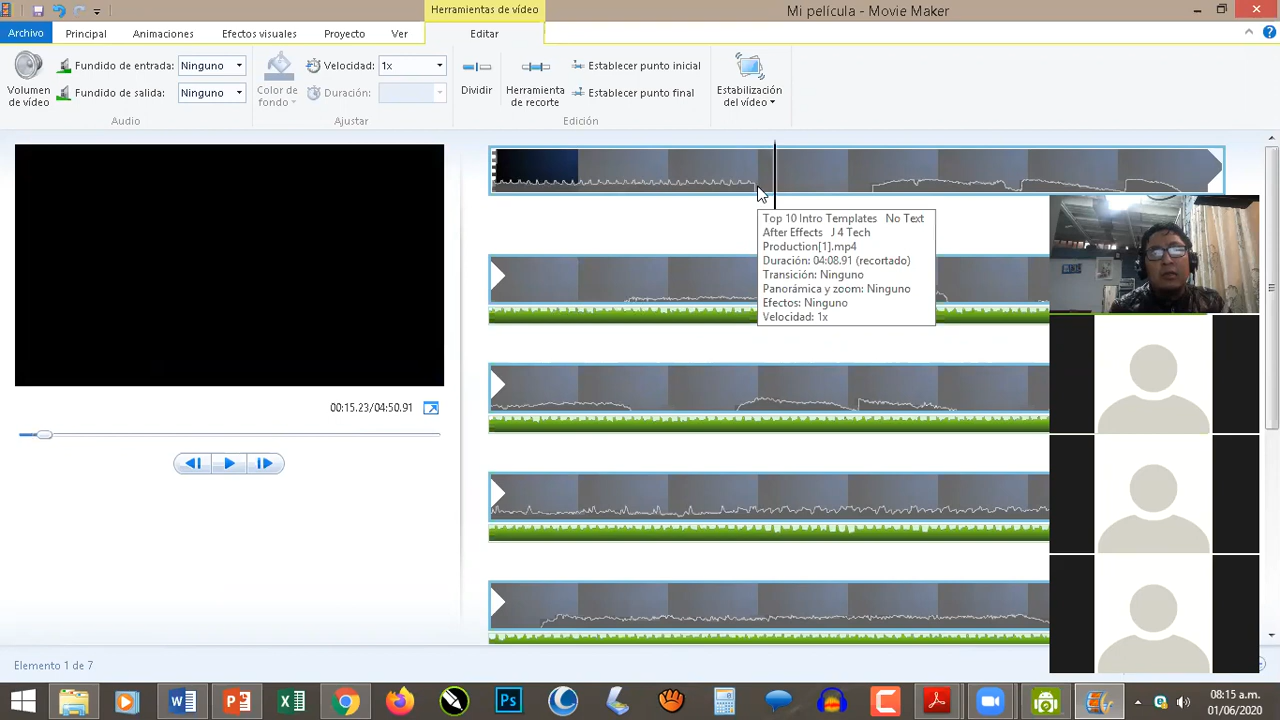 Herramientas de vídeo
Mi película - Movie Maker
Archivo
Principal
Animaciones
Efectos visuales
Proyecto
Ver
Editar
Volumen
de vídeo
Fundido de entrada: Ninguno
Fundido de salida: Ninguno
Audio
Color de
fondo
Velocidad: 1x
Duración:
Ajustar
Dividir
Herramienta
de recorte
Establecer punto inicial
Establecer punto final
Edición
Estabilización
del vídeo
00:15.23/04:50.91
Top 10 Intro Templates No Text
After Effects J 4 Tech
Production[1].mp4
Duración: 04:08.91 (recortado)
Transición: Ninguno
Panorámica y zoom: Ninguno
Efectos: Ninguno
Velocidad: 1x
Elemento 1 de 7
Ps
08:15 a.m.
01/06/2020